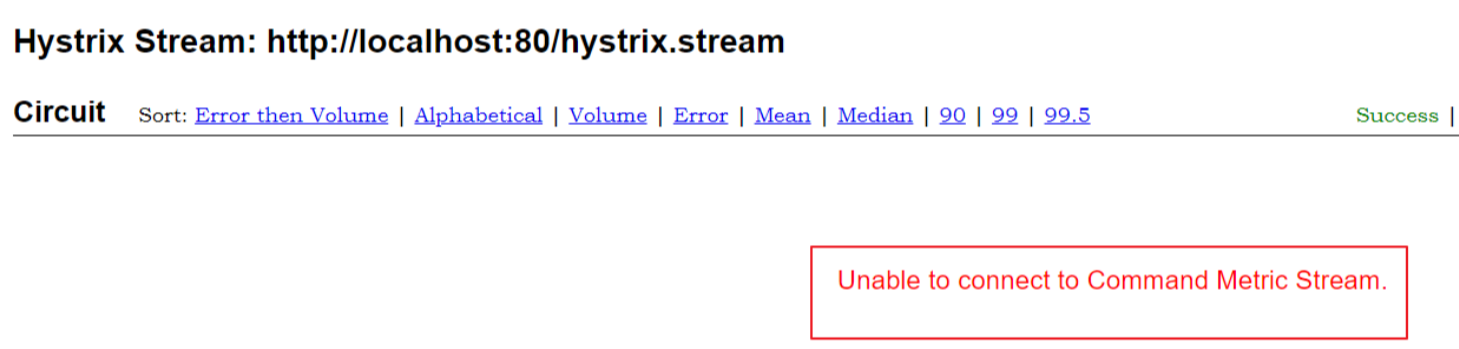 Hystrix Stream: http://localhost:80/hystrix.stream
Circuit Sort: Error then Volume | Alphabetical | Volume | Error | Mean | Median | 90 | 99 | 99.5 Success |
Unable to connect to Command Metric Stream.